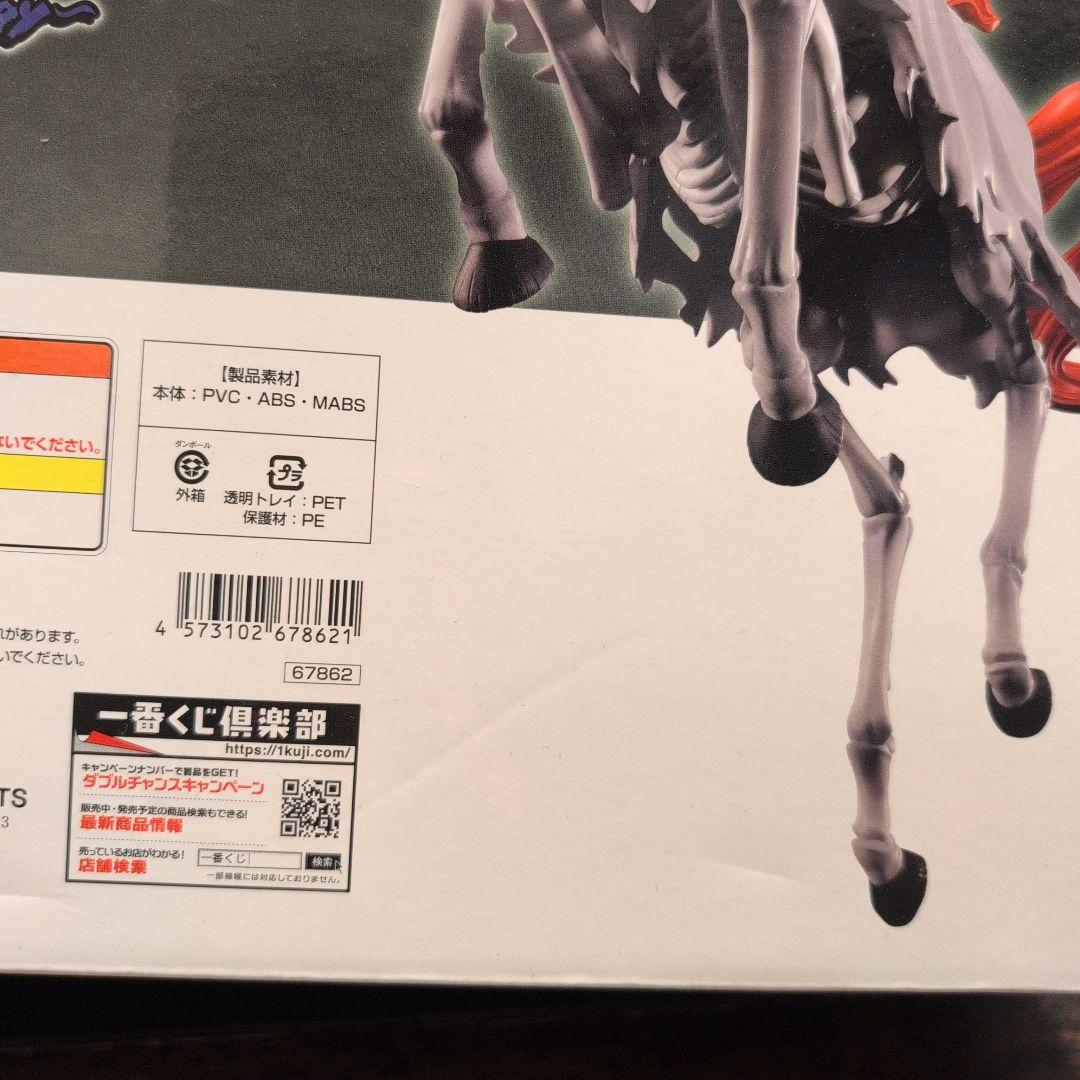 ay~
【製品素材】
本体：PVC・ABS・MABS
ないでください。
ダンボール
外箱
プラ
透明トレイ：PET
保護材：PE
4 573102 678621
れがあります。
いでください。
67862
一番くじ倶楽部
https://1kuji.com/
キャンペーンナンバーで賞品をGET!
ダブルチャンスキャンペーン
販売中・発売予定の商品検索もできる!
最新商品情報
売っているお店がわかる!
店舗検索
一番くじ
検索
一部機種には対応しておりません。
TS
3